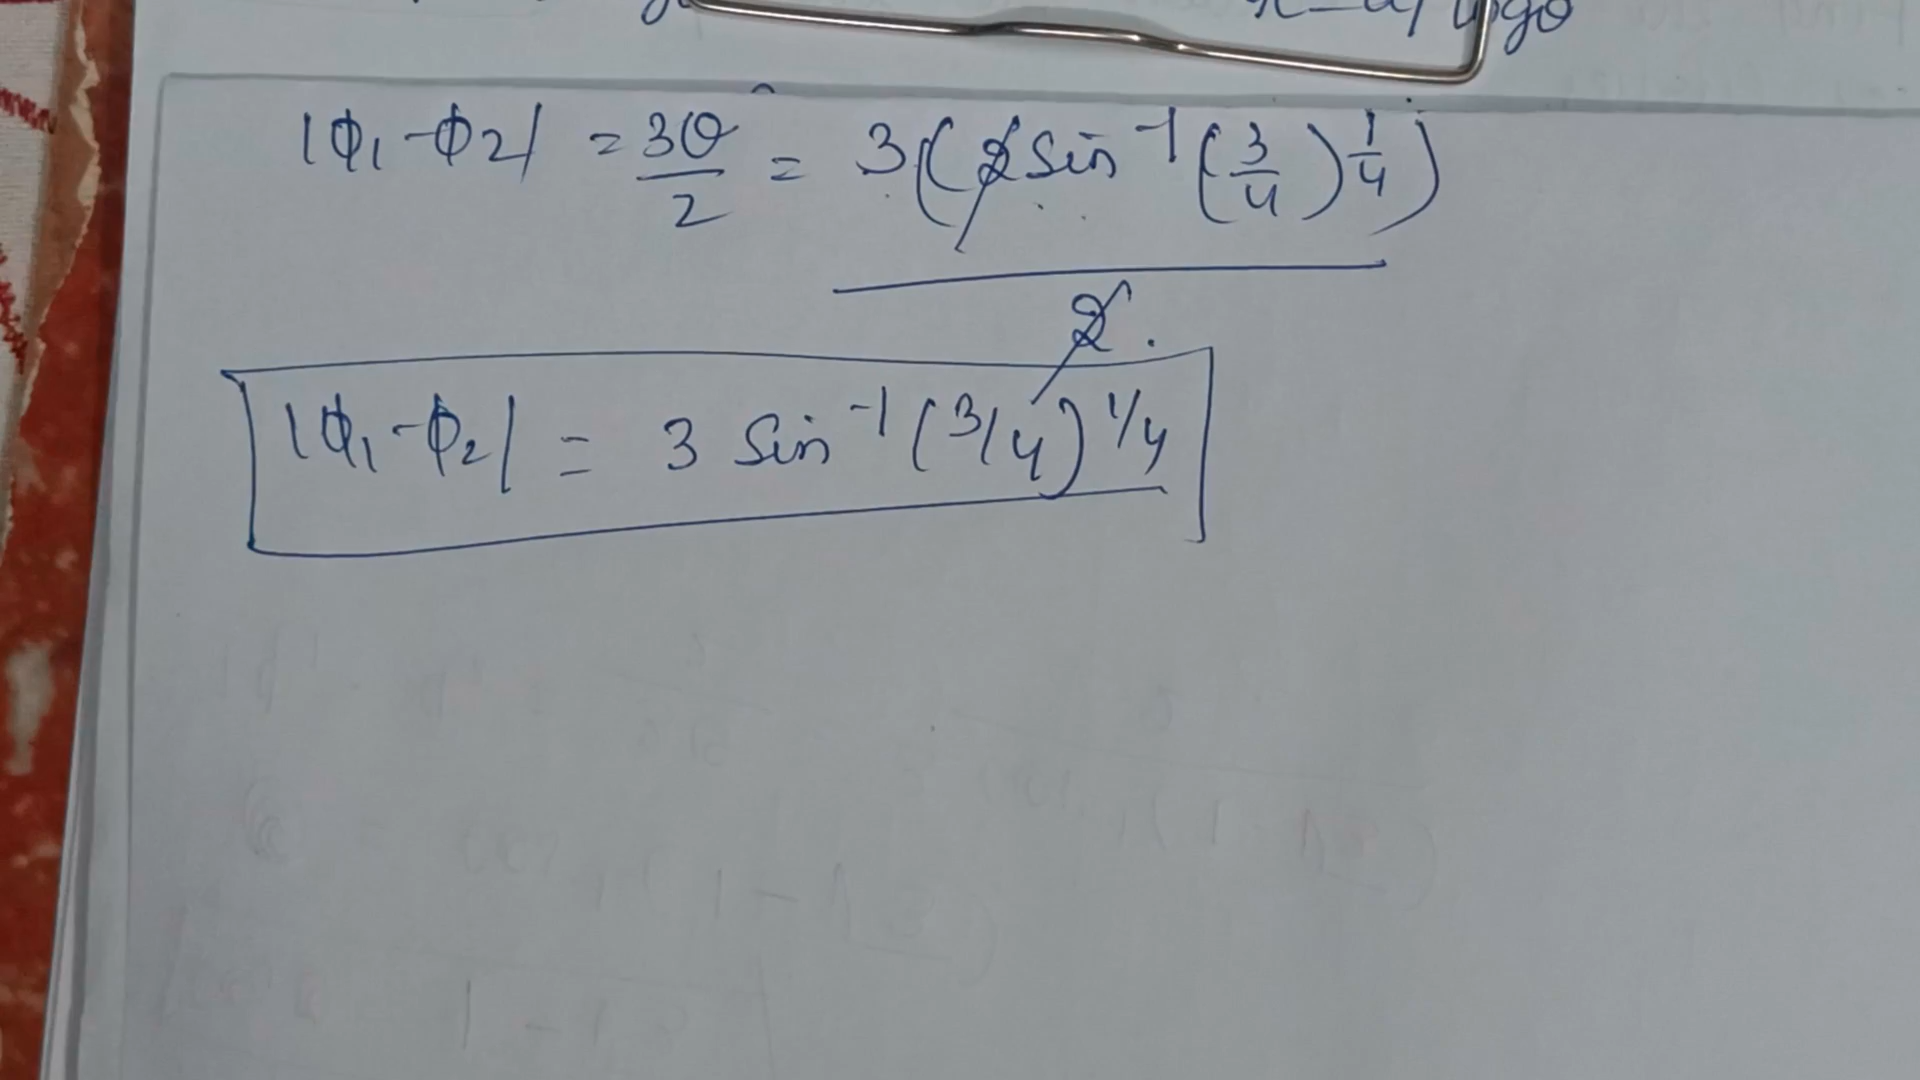 |ϕ₁ - ϕ₂| = 3θ/2 = 3(2 sin⁻¹(3/4)^1/4)/2.
|ϕ₁ - ϕ₂| = 3 sin⁻¹(3/4)^1/4